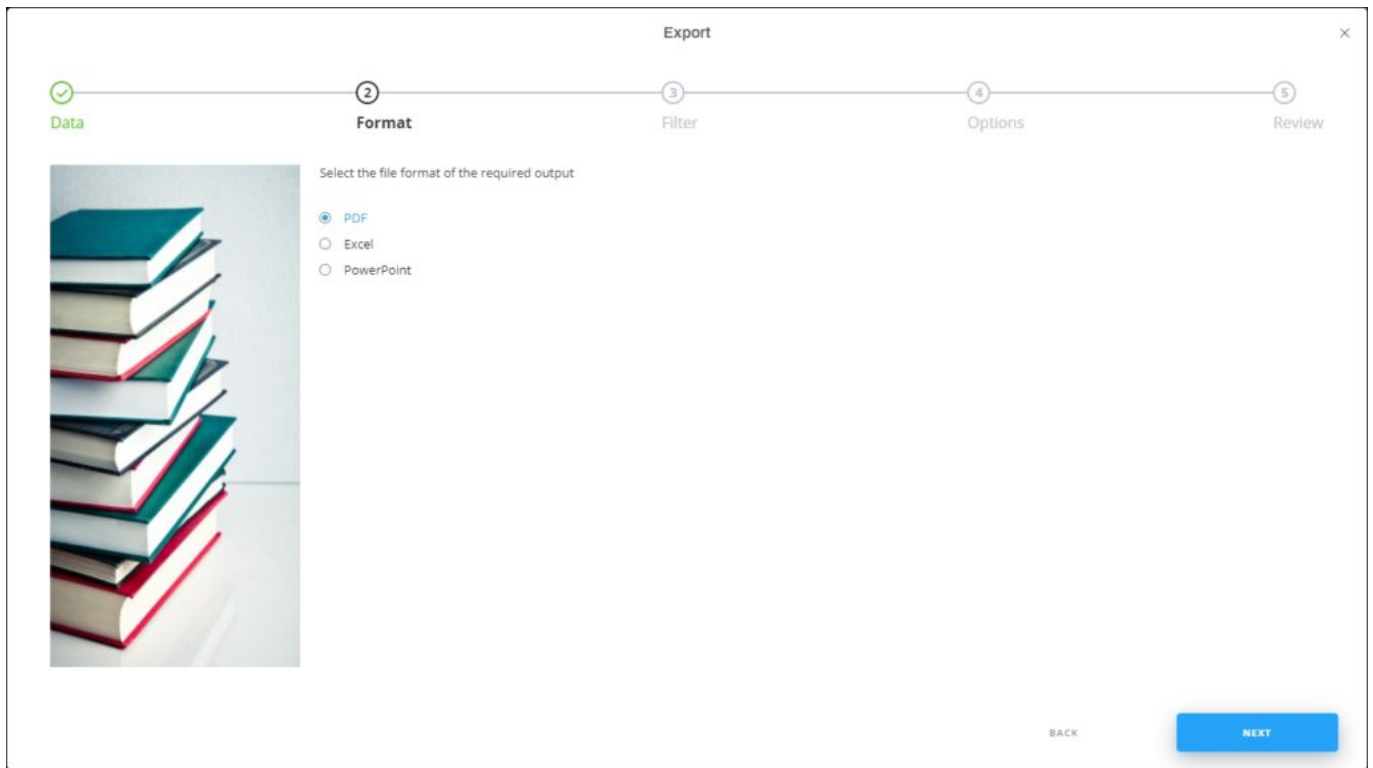 Export
2 3 4 5
Data Format Filter Options Review
Select the file format of the required output
PDF
Excel
PowerPoint
BACK NEXT